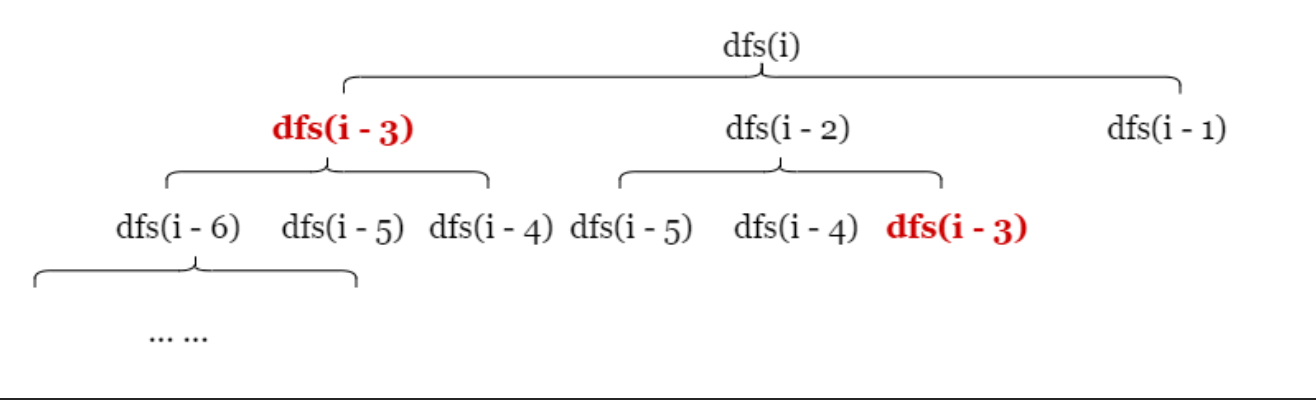 dfs(i)
dfs(i - 3) dfs(i - 2) dfs(i - 1)
dfs(i - 6) dfs(i - 5) dfs(i - 4) dfs(i - 5) dfs(i - 4) dfs(i - 3)
... ...